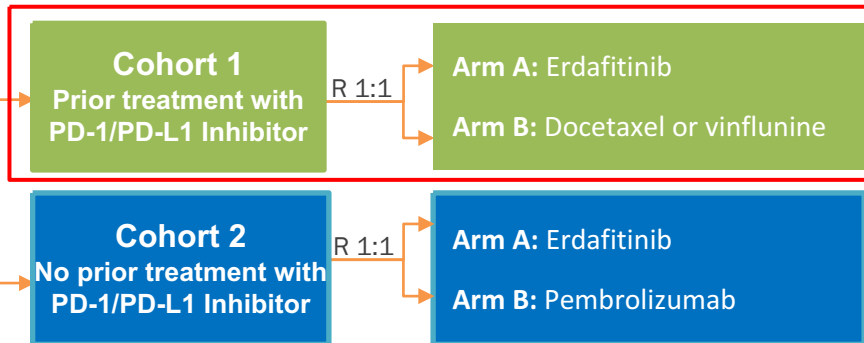 Cohort 1
Prior treatment with
PD-1/PD-L1 Inhibitor
R 1:1
Arm A: Erdafitinib
Arm B: Docetaxel or vinflunine
Cohort 2
No prior treatment with
PD-1/PD-L1 Inhibitor
R 1:1
Arm A: Erdafitinib
Arm B: Pembrolizumab